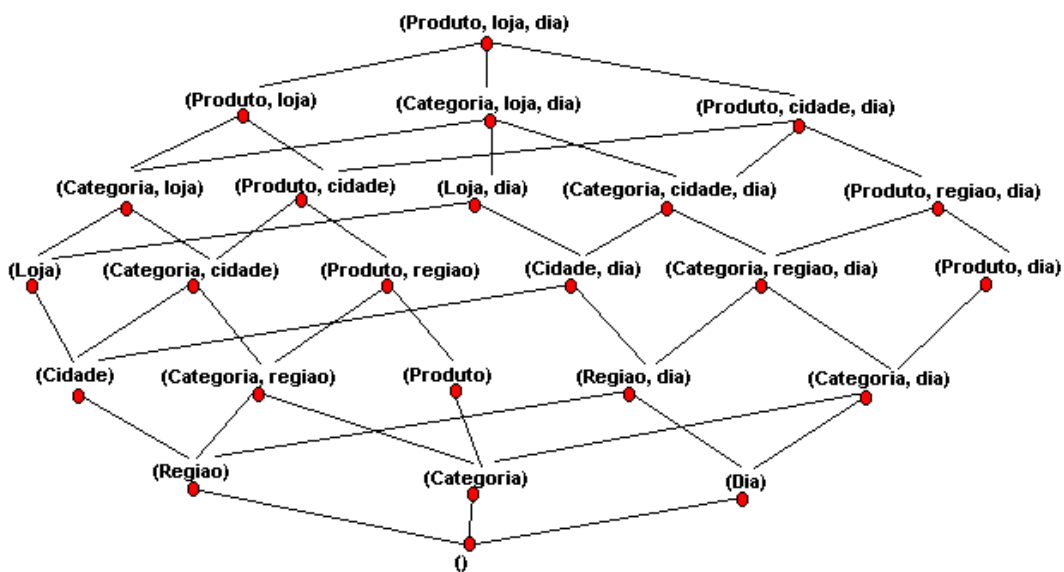 (Produto, loja, dia)
(Produto, loja)
(Categoria, loja, dia)
(Produto, cidade, dia)
(Categoria, loja)
(Produto, cidade)
(Loja, dia)
(Categoria, cidade, dia)
(Produto, regiao, dia)
(Loja)
(Categoria, cidade)
(Produto, regiao)
(Cidade, dia)
(Categoria, regiao, dia)
(Produto, dia)
(Cidade)
(Categoria, regiao)
(Produto)
(Regiao, dia)
(Categoria, dia)
(Regiao)
(Categoria)
(Dia)
()